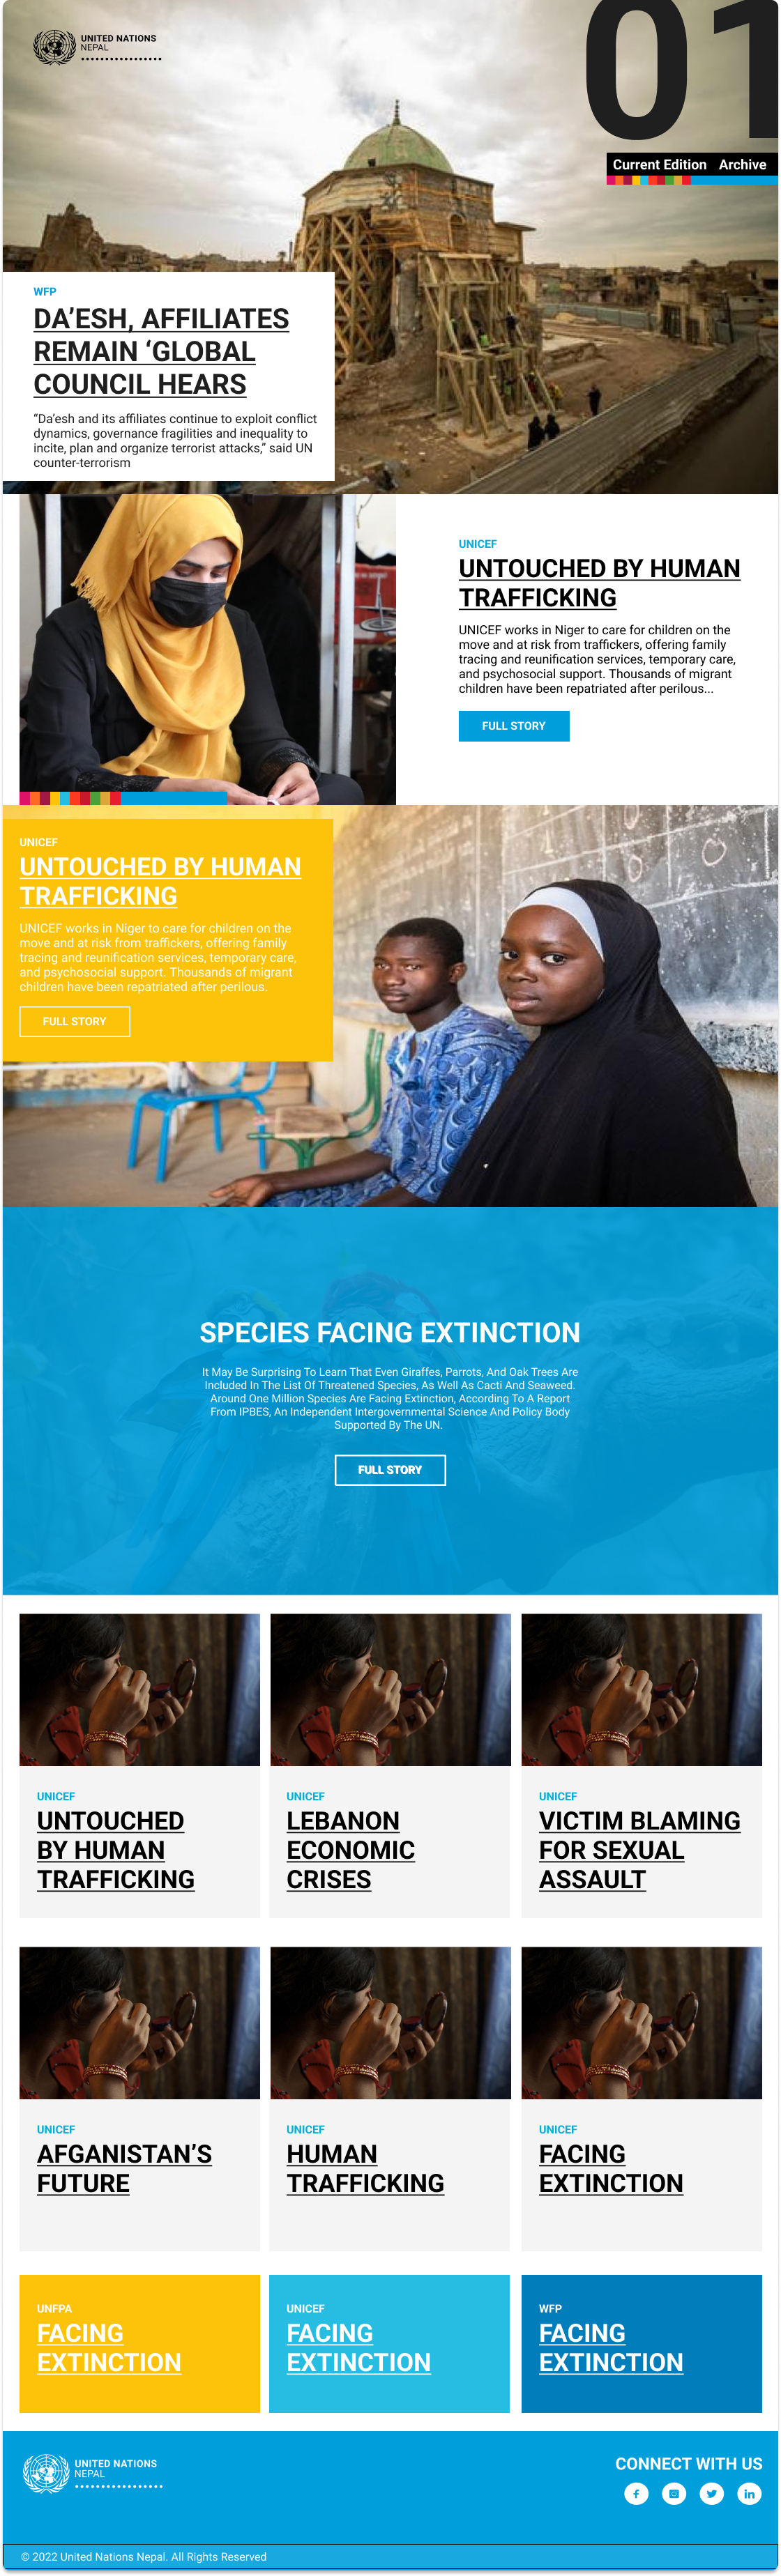 UNITED NATIONS
NEPAL
01
Current Edition Archive
WFP
DA’ESH, AFFILIATES
REMAIN ‘GLOBAL
COUNCIL HEARS
“Da’esh and its affiliates continue to exploit conflict
dynamics, governance fragilities and inequality to
incite, plan and organize terrorist attacks,” said UN
counter-terrorism
UNICEF
UNTOUCHED BY HUMAN
TRAFFICKING
UNICEF works in Niger to care for children on the
move and at risk from traffickers, offering family
tracing and reunification services, temporary care,
and psychosocial support. Thousands of migrant
children have been repatriated after perilous...
FULL STORY
UNICEF
UNTOUCHED BY HUMAN
TRAFFICKING
UNICEF works in Niger to care for children on the
move and at risk from traffickers, offering family
tracing and reunification services, temporary care,
and psychosocial support. Thousands of migrant
children have been repatriated after perilous.
FULL STORY
SPECIES FACING EXTINCTION
It May Be Surprising To Learn That Even Giraffes, Parrots, And Oak Trees Are
Included In The List Of Threatened Species, As Well As Cacti And Seaweed.
Around One Million Species Are Facing Extinction, According To A Report
From IPBES, An Independent Intergovernmental Science And Policy Body
Supported By The UN.
FULL STORY
UNICEF
UNTOUCHED
BY HUMAN
TRAFFICKING
UNICEF
LEBANON
ECONOMIC
CRISES
UNICEF
VICTIM BLAMING
FOR SEXUAL
ASSAULT
UNICEF
AFGANISTAN’S
FUTURE
UNICEF
HUMAN
TRAFFICKING
UNICEF
FACING
EXTINCTION
UNFPA
FACING
EXTINCTION
UNICEF
FACING
EXTINCTION
WFP
FACING
EXTINCTION
UNITED NATIONS
NEPAL
CONNECT WITH US
© 2022 United Nations Nepal. All Rights Reserved